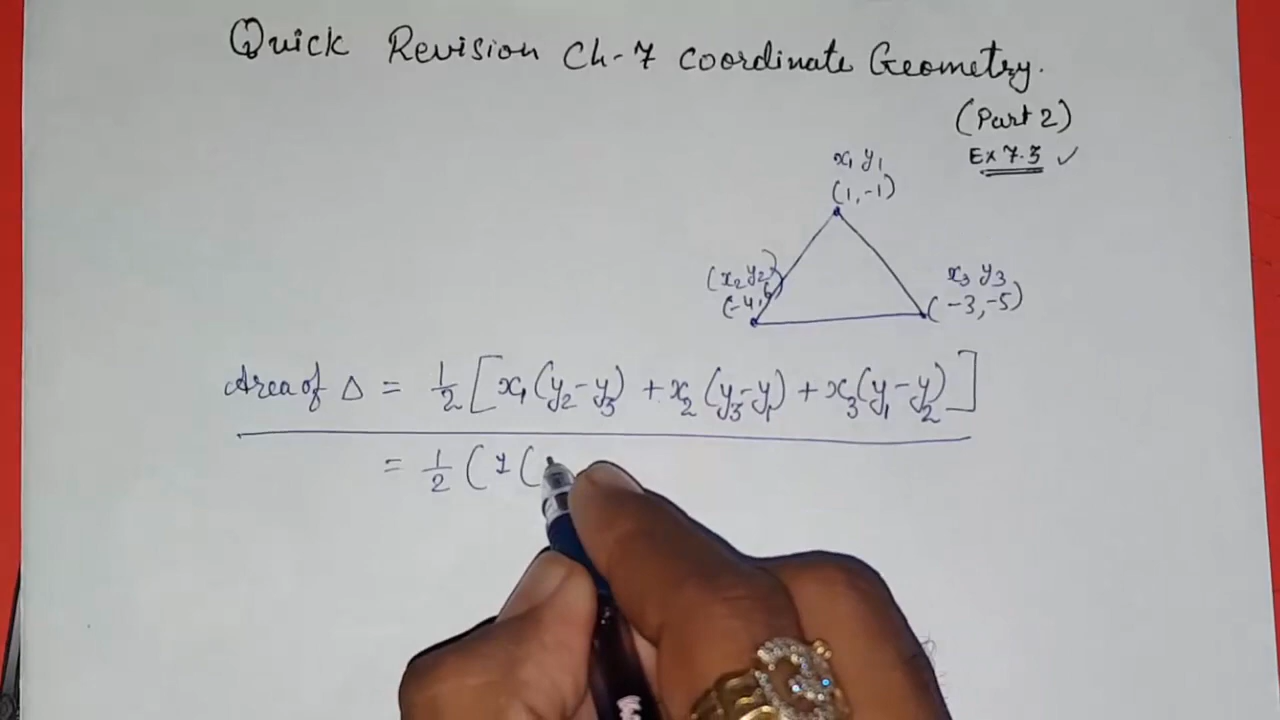 Quick Revision Ch-7 Coordinate Geometry.
(Part 2)
Ex 7.3 ✓
x₁ y₁
(1, -1)
(x₂ y₂)
(-4, 6)
x₃ y₃
(-3, -5)
Area of Δ = 1/2 [x₁(y₂-y₃) + x₂(y₃-y₁) + x₃(y₁-y₂)]
= 1/2 ( 1 (